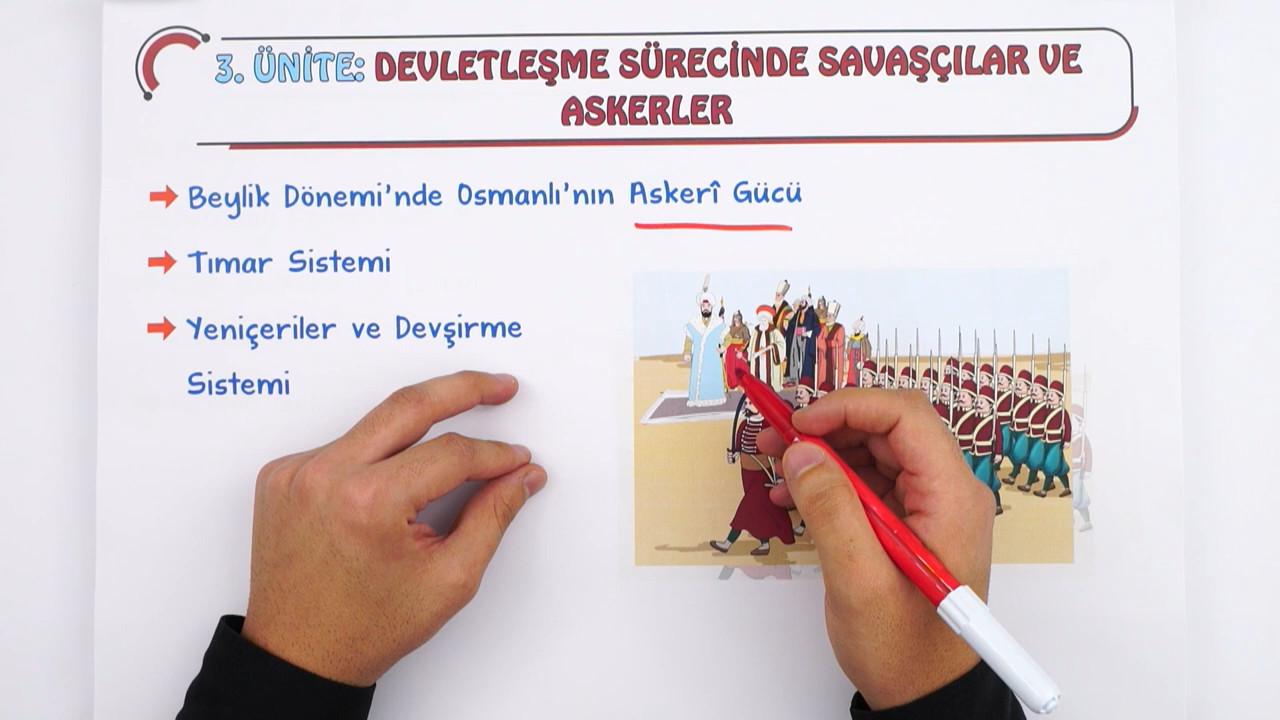 3. ÜNİTE: DEVLETLEŞME SÜRECİNDE SAVAŞÇILAR VE
ASKERLER
Beylik Dönemi'nde Osmanlı'nın Askerî Gücü
Tımar Sistemi
Yeniçeriler ve Devşirme
Sistemi